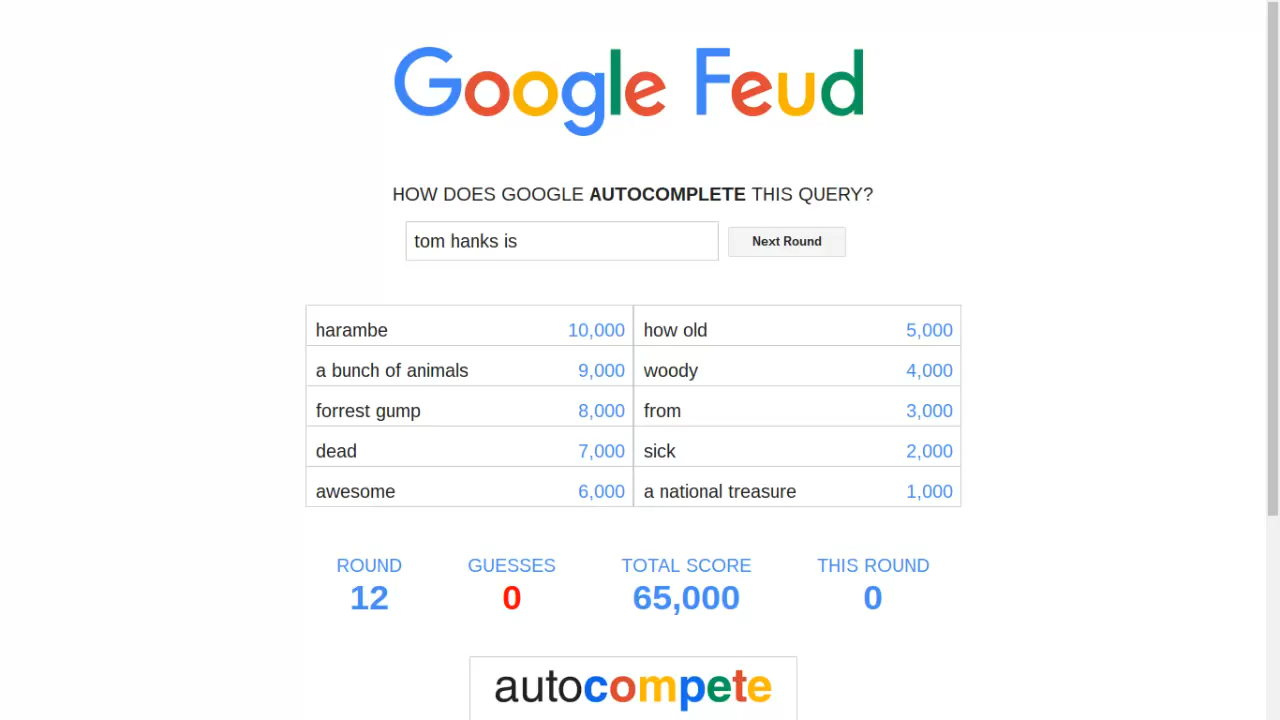 Google Feud
HOW DOES GOOGLE AUTOCOMPLETE THIS QUERY?
tom hanks is
Next Round
harambe 10,000 how old 5,000
a bunch of animals 9,000 woody 4,000
forrest gump 8,000 from 3,000
dead 7,000 sick 2,000
awesome 6,000 a national treasure 1,000
ROUND GUESSES TOTAL SCORE THIS ROUND
12 0 65,000 0
autocompete